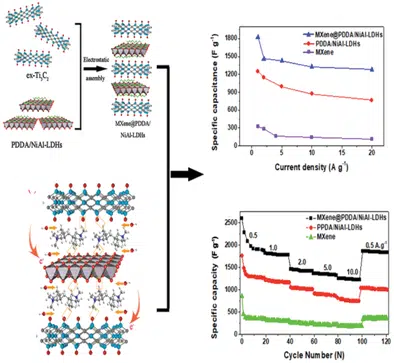 ex-Ti₃C₂
PDDA/NiAl-LDHs
Electrostatic
assembly
MXene@PDDA/
NiAl-LDHs
MXene@PDDA/NiAl-LDHs
PDDA/NiAl-LDHs
MXene
Specific capacitance (F g⁻¹)
1800
1500
1200
900
600
300
0
0 5 10 15 20
Current density (A g⁻¹)
MXene@PDDA/NiAl-LDHs
PPDA/NiAl-LDHs
MXene
Specific capacity (F g⁻¹)
2500
2000
1500
1000
500
0
0.5
1.0
2.0
5.0
10.0
0.5 A g⁻¹
0 20 40 60 80 100 120
Cycle Number (N)